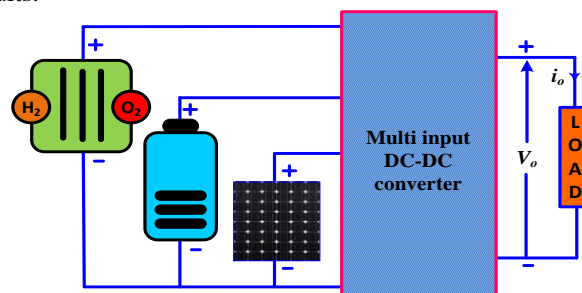 +
+
+
+
H2
O2
Multi input
DC-DC
converter
io
Vo
L
O
A
D
-
-
-
-